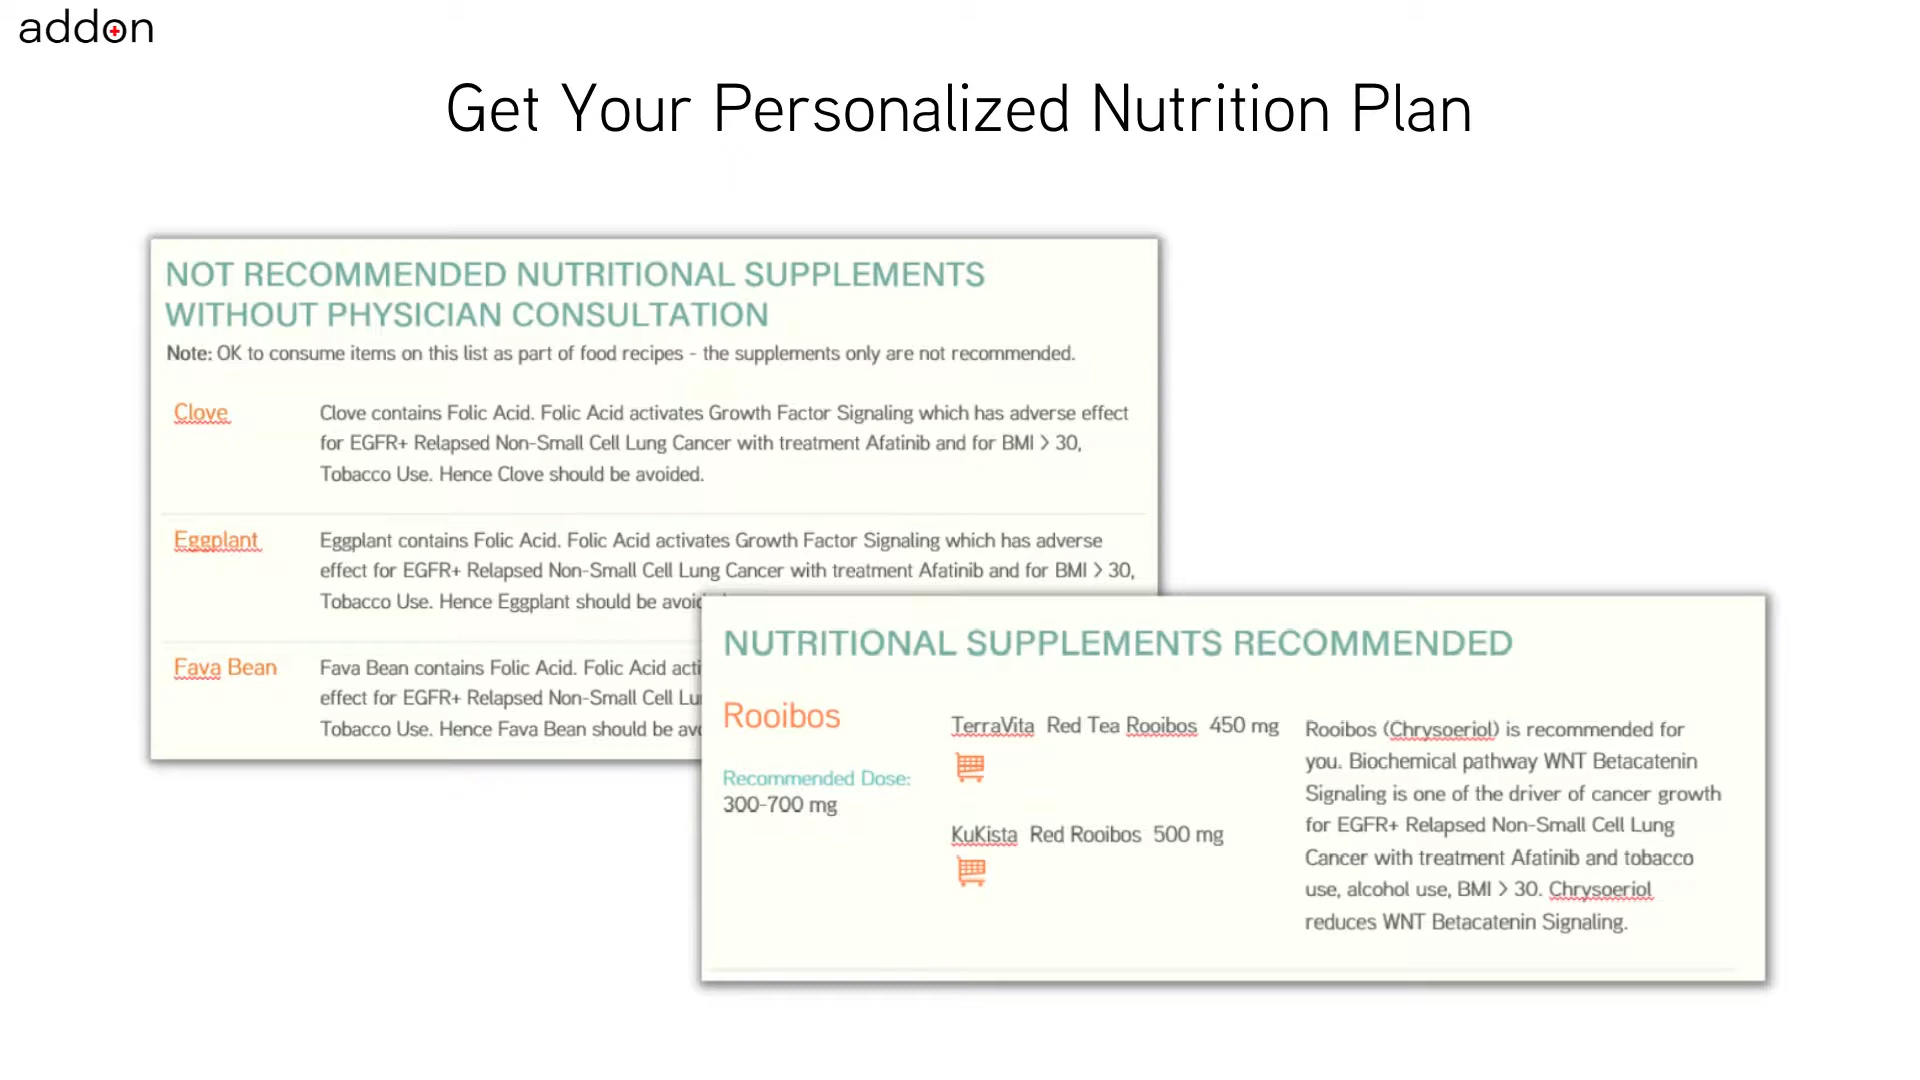 addon
Get Your Personalized Nutrition Plan
NOT RECOMMENDED NUTRITIONAL SUPPLEMENTS
WITHOUT PHYSICIAN CONSULTATION
Note: OK to consume items on this list as part of food recipes - the supplements only are not recommended.
Clove
Clove contains Folic Acid. Folic Acid activates Growth Factor Signaling which has adverse effect
for EGFR+ Relapsed Non-Small Cell Lung Cancer with treatment Afatinib and for BMI > 30,
Tobacco Use. Hence Clove should be avoided.
Eggplant
Eggplant contains Folic Acid. Folic Acid activates Growth Factor Signaling which has adverse
effect for EGFR+ Relapsed Non-Small Cell Lung Cancer with treatment Afatinib and for BMI > 30,
Tobacco Use. Hence Eggplant should be
Fava Bean
Fava Bean contains Folic Acid. Folic Acid
effect for EGFR+ Relapsed Non-Small Cell
Tobacco Use. Hence Fava Bean should be
NUTRITIONAL SUPPLEMENTS RECOMMENDED
Rooibos
Recommended Dose:
300-700 mg
TerraVita Red Tea Rooibos 450 mg
KuKista Red Rooibos 500 mg
Rooibos (Chrysoeriol) is recommended for
you. Biochemical pathway WNT Betacatenin
Signaling is one of the driver of cancer growth
for EGFR+ Relapsed Non-Small Cell Lung
Cancer with treatment Afatinib and tobacco
use, alcohol use, BMI > 30. Chrysoeriol
reduces WNT Betacatenin Signaling.